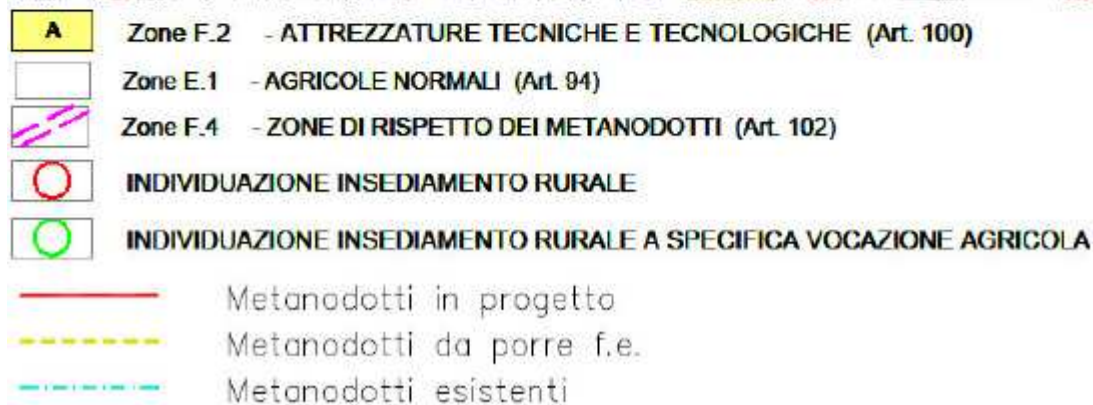 A Zone F.2 - ATTREZZATURE TECNICHE E TECNOLOGICHE (Art. 100)
Zone E.1 - AGRICOLE NORMALI (Art. 94)
Zone F.4 - ZONE DI RISPETTO DEI METANODOTTI (Art. 102)
INDIVIDUAZIONE INSEDIAMENTO RURALE
INDIVIDUAZIONE INSEDIAMENTO RURALE A SPECIFICA VOCAZIONE AGRICOLA
Metanodotti in progetto
Metanodotti da porre f.e.
Metanodotti esistenti